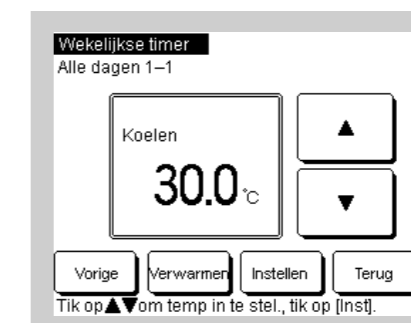 Wekelijkse timer
Alle dagen 1–1
Koelen
30.0 °C
▲
▼
Vorige Verwarmen Instellen Terug
Tik op▲▼om temp in te stel., tik op [Inst].